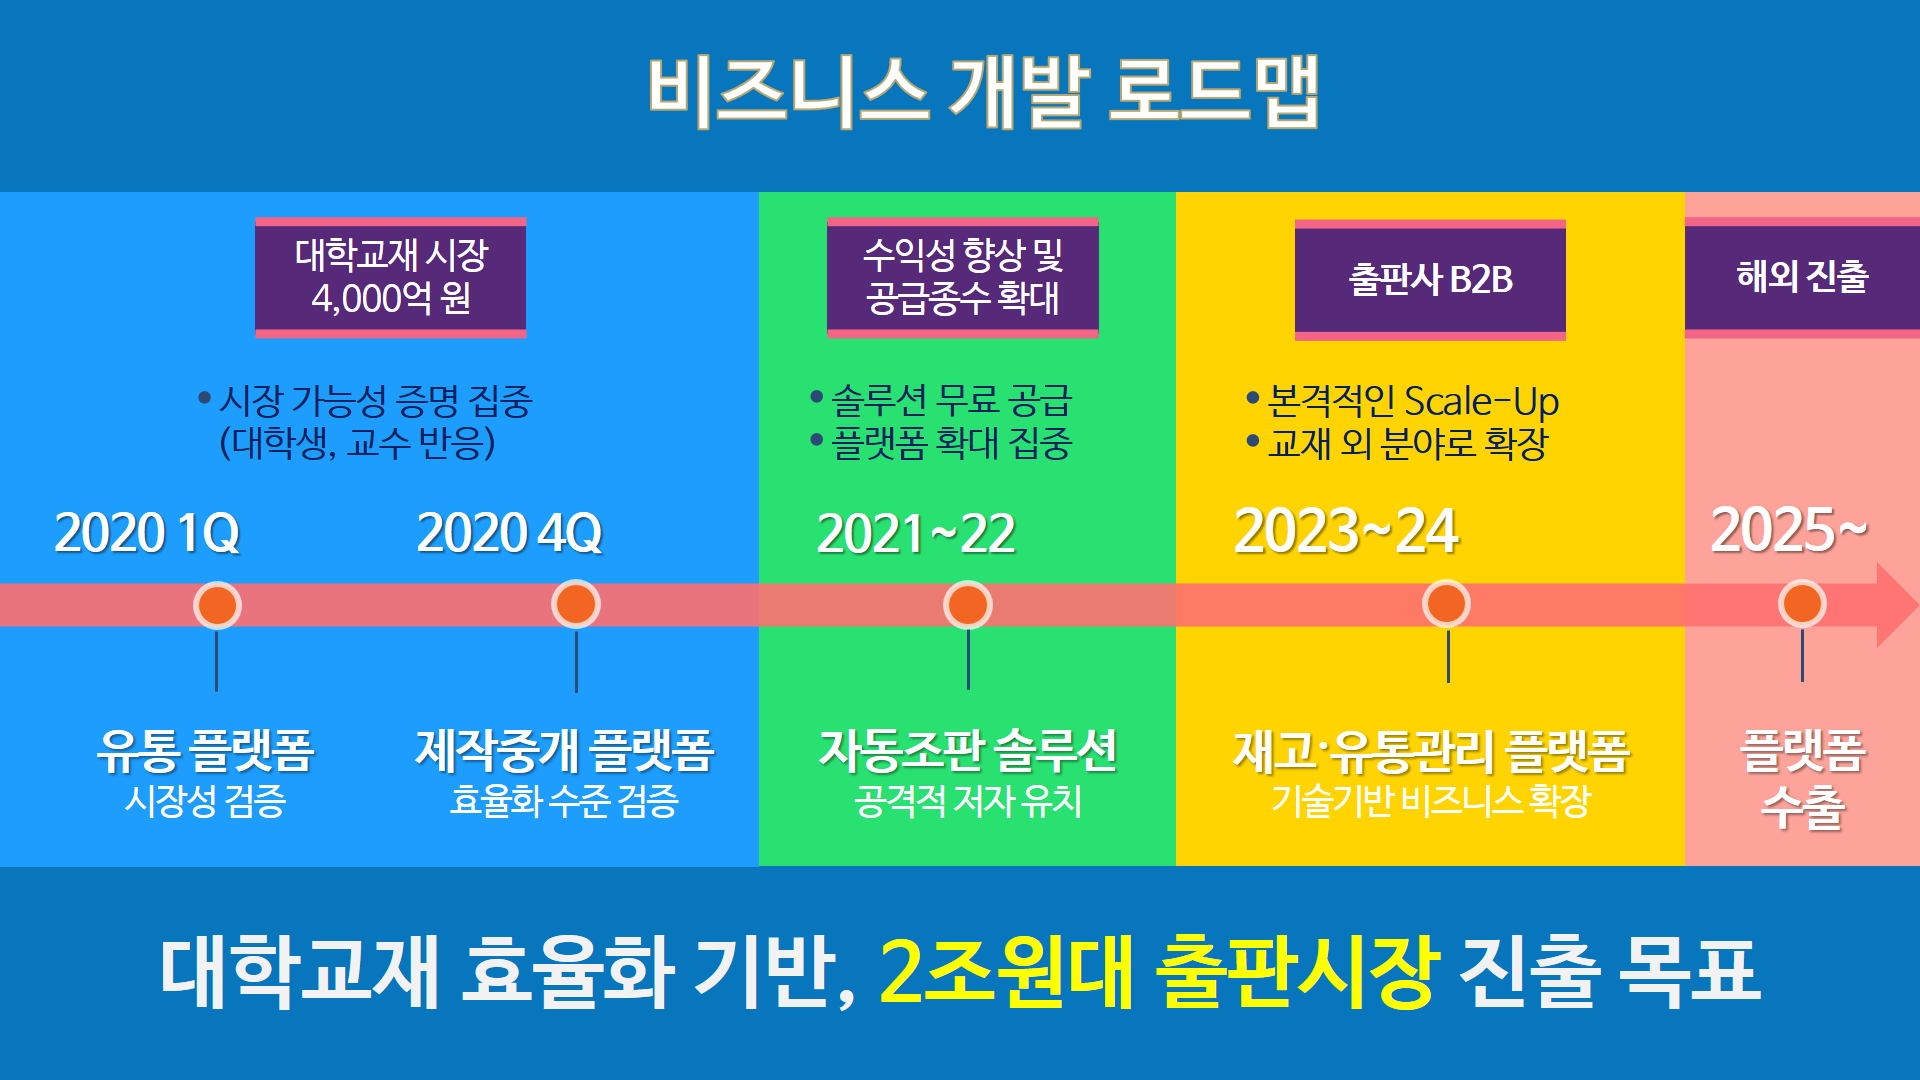 비즈니스 개발 로드맵
대학교재 시장
4,000억 원
• 시장 가능성 증명 집중
(대학생, 교수 반응)
2020 1Q
유통 플랫폼
시장성 검증
2020 4Q
제작중개 플랫폼
효율화 수준 검증
수익성 향상 및
공급종수 확대
• 솔루션 무료 공급
• 플랫폼 확대 집중
2021~22
자동조판 솔루션
공격적 저자 유치
출판사 B2B
• 본격적인 Scale-Up
• 교재 외 분야로 확장
2023~24
재고·유통관리 플랫폼
기술기반 비즈니스 확장
해외 진출
2025~
플랫폼
수출
대학교재 효율화 기반, 2조원대 출판시장 진출 목표